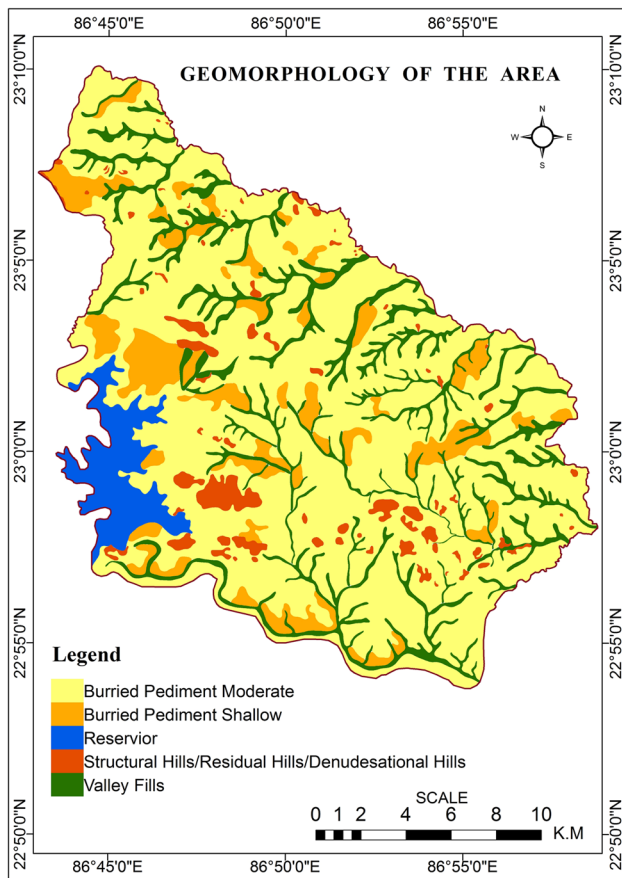 86°45'0"E 86°50'0"E 86°55'0"E
23°10'0"N 23°10'0"N
GEOMORPHOLOGY OF THE AREA
N
W E
S
23°5'0"N 23°5'0"N
23°0'0"N 23°0'0"N
22°55'0"N 22°55'0"N
Legend
Burried Pediment Moderate
Burried Pediment Shallow
Reservior
Structural Hills/Residual Hills/Denudesational Hills
Valley Fills
SCALE
0 1 2 4 6 8 10
K.M
22°50'0"N 22°50'0"N
86°45'0"E 86°50'0"E 86°55'0"E